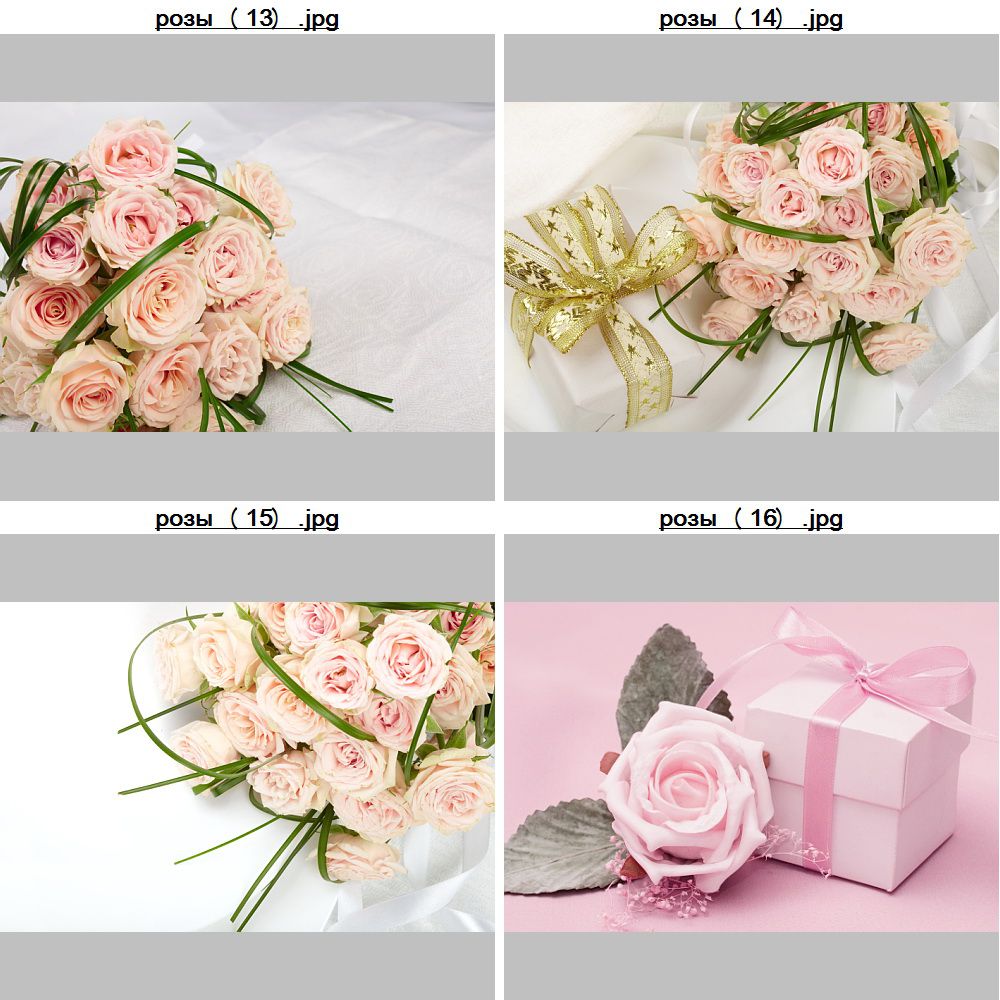 розы ( 13) .jpg
розы ( 14) .jpg
розы ( 15) .jpg
розы ( 16) .jpg